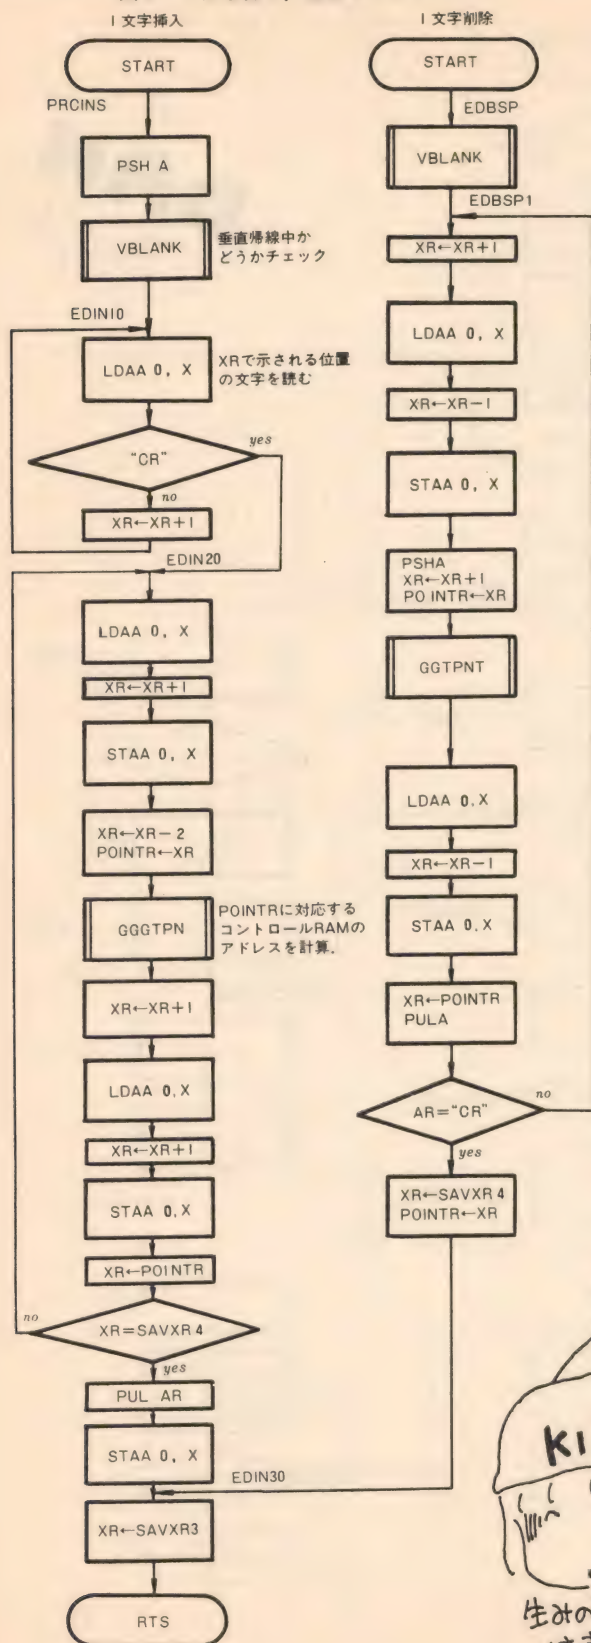 1文字挿入
START
PRCINS
PSH A
VBLANK
垂直帰線中か
どうかチェック
EDIN10
LDAA 0, X
XRで示される位置
の文字を読む
"CR"
yes
no
XR←XR+1
EDIN20
LDAA 0, X
XR←XR+1
STAA 0, X
XR←XR-2
POINTR←XR
GGGTPN
POINTRに対応する
コントロールRAMの
アドレスを計算.
XR←XR+1
LDAA 0,X
XR←XR+1
STAA 0,X
XR←POINTR
no
XR=SAVXR4
yes
PUL AR
STAA 0, X
EDIN30
XR←SAVXR3
RTS
1文字削除
START
EDBSP
VBLANK
EDBSP1
XR←XR+1
LDAA 0, X
XR←XR-1
STAA 0, X
PSHA
XR←XR+1
POINTR←XR
GGTPNT
LDAA 0,X
XR←XR-1
STAA 0,X
XR←POINTR
PULA
AR="CR"
no
yes
XR←SAVXR4
POINTR←XR
KI
生みの